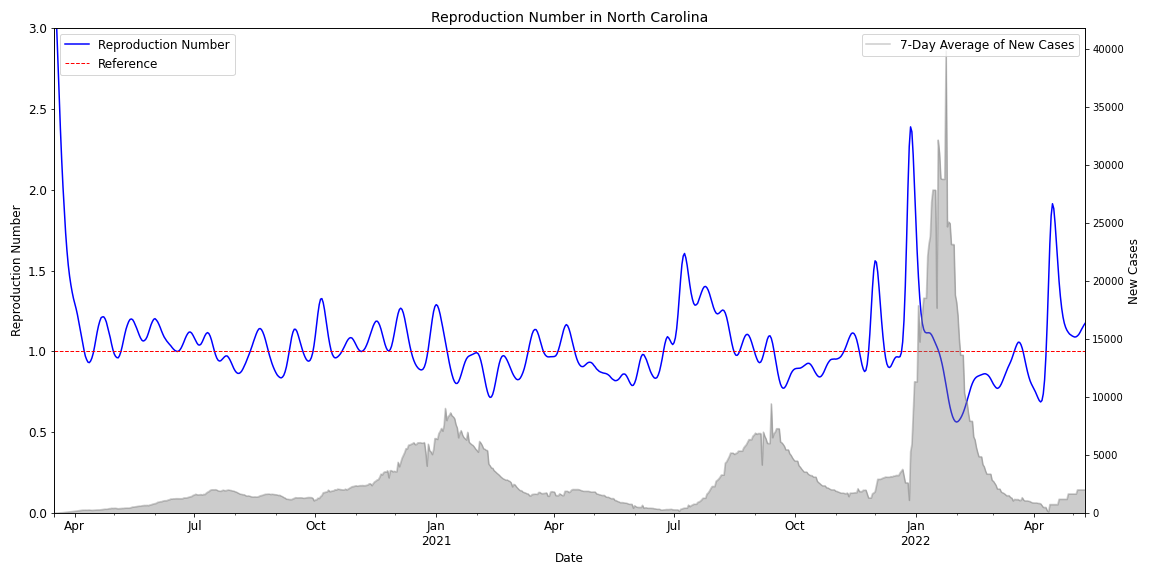 Reproduction Number in North Carolina
Reproduction Number
Reference
7-Day Average of New Cases
3.0
2.5
2.0
1.5
1.0
0.5
0.0
Reproduction Number
40000
35000
30000
25000
20000
15000
10000
5000
0
New Cases
Apr
Jul
Oct
Jan
2021
Apr
Jul
Oct
Jan
2022
Apr
Date